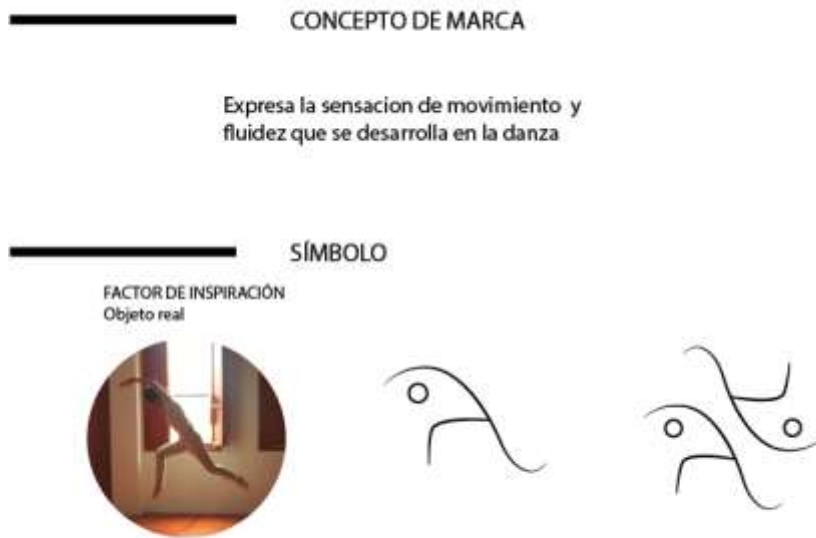 CONCEPTO DE MARCA
Expresa la sensacion de movimiento y
fluidez que se desarrolla en la danza
SÍMBOLO
FACTOR DE INSPIRACIÓN
Objeto real